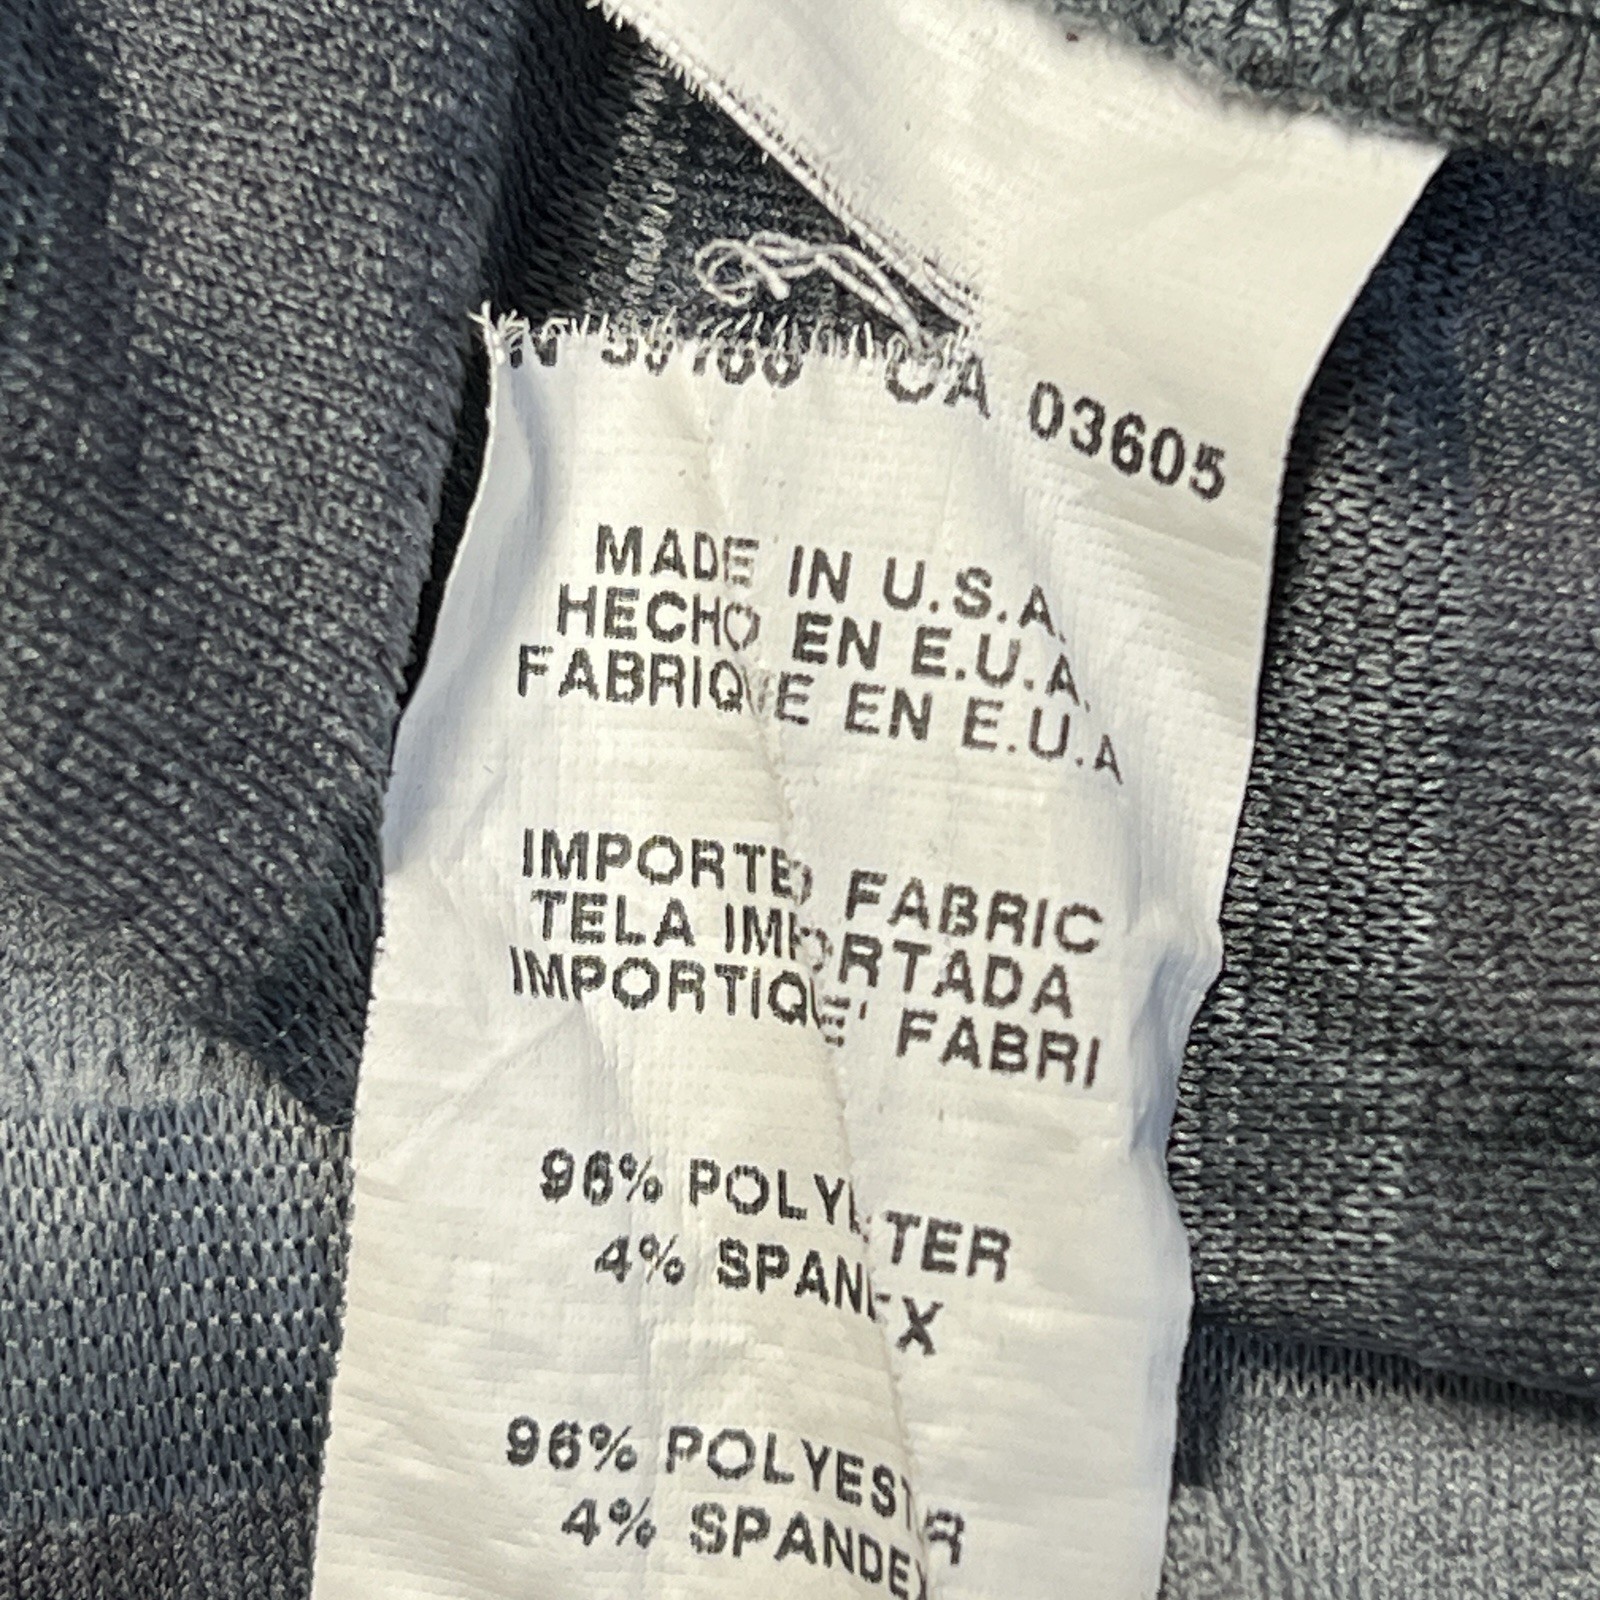 CA 03605
MADE IN U.S.A.
HECHO EN E.U.A.
FABRIQUE EN E.U.A
IMPORTED FABRIC
TELA IMPORTADA
IMPORTIQUE' FABRI
96% POLYESTER
4% SPANDEX
96% POLYESTER
4% SPANDEX